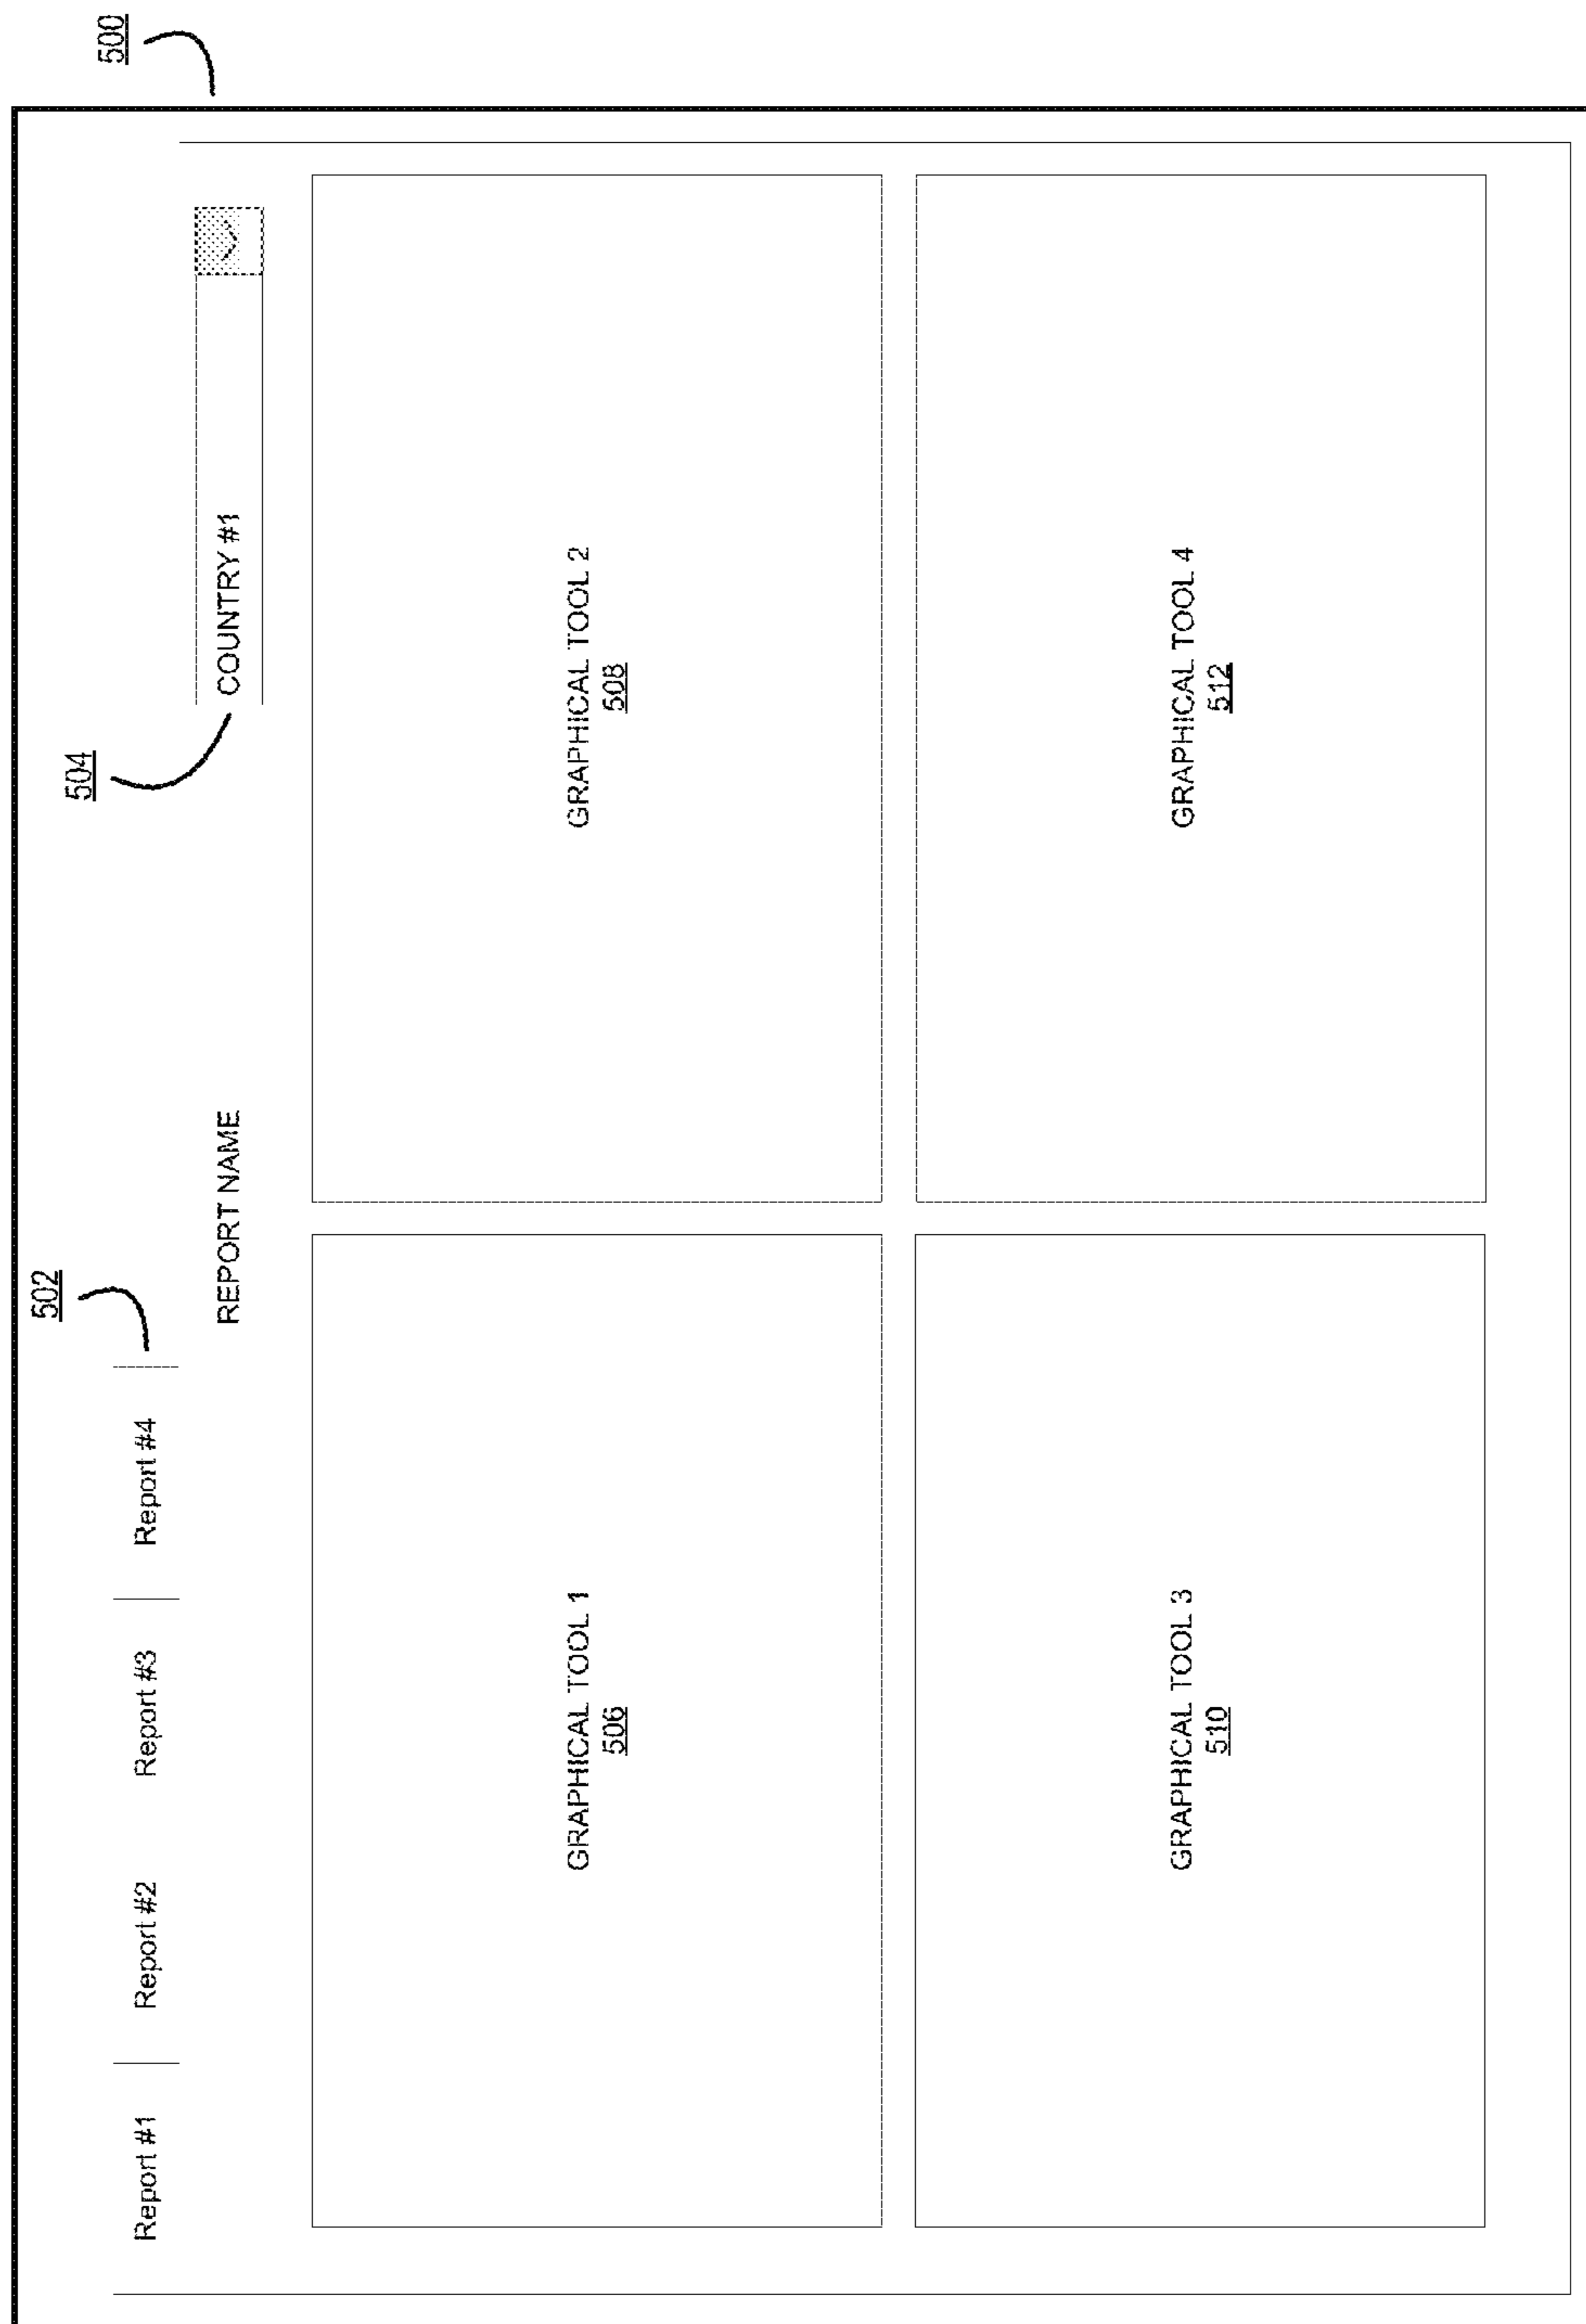 500
502
504
Report #1
Report #2
Report #3
Report #4
REPORT NAME
COUNTRY #1
GRAPHICAL TOOL 1
506
GRAPHICAL TOOL 2
508
GRAPHICAL TOOL 3
510
GRAPHICAL TOOL 4
512